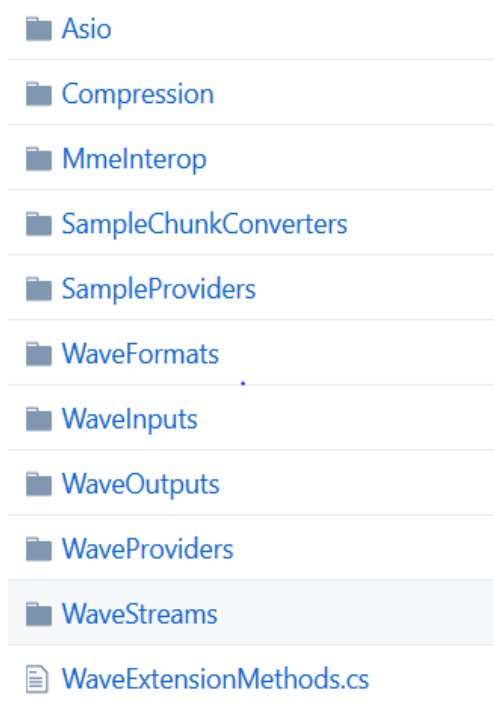 Asio
Compression
MmeInterop
SampleChunkConverters
SampleProviders
WaveFormats
WaveInputs
WaveOutputs
WaveProviders
WaveStreams
WaveExtensionMethods.cs